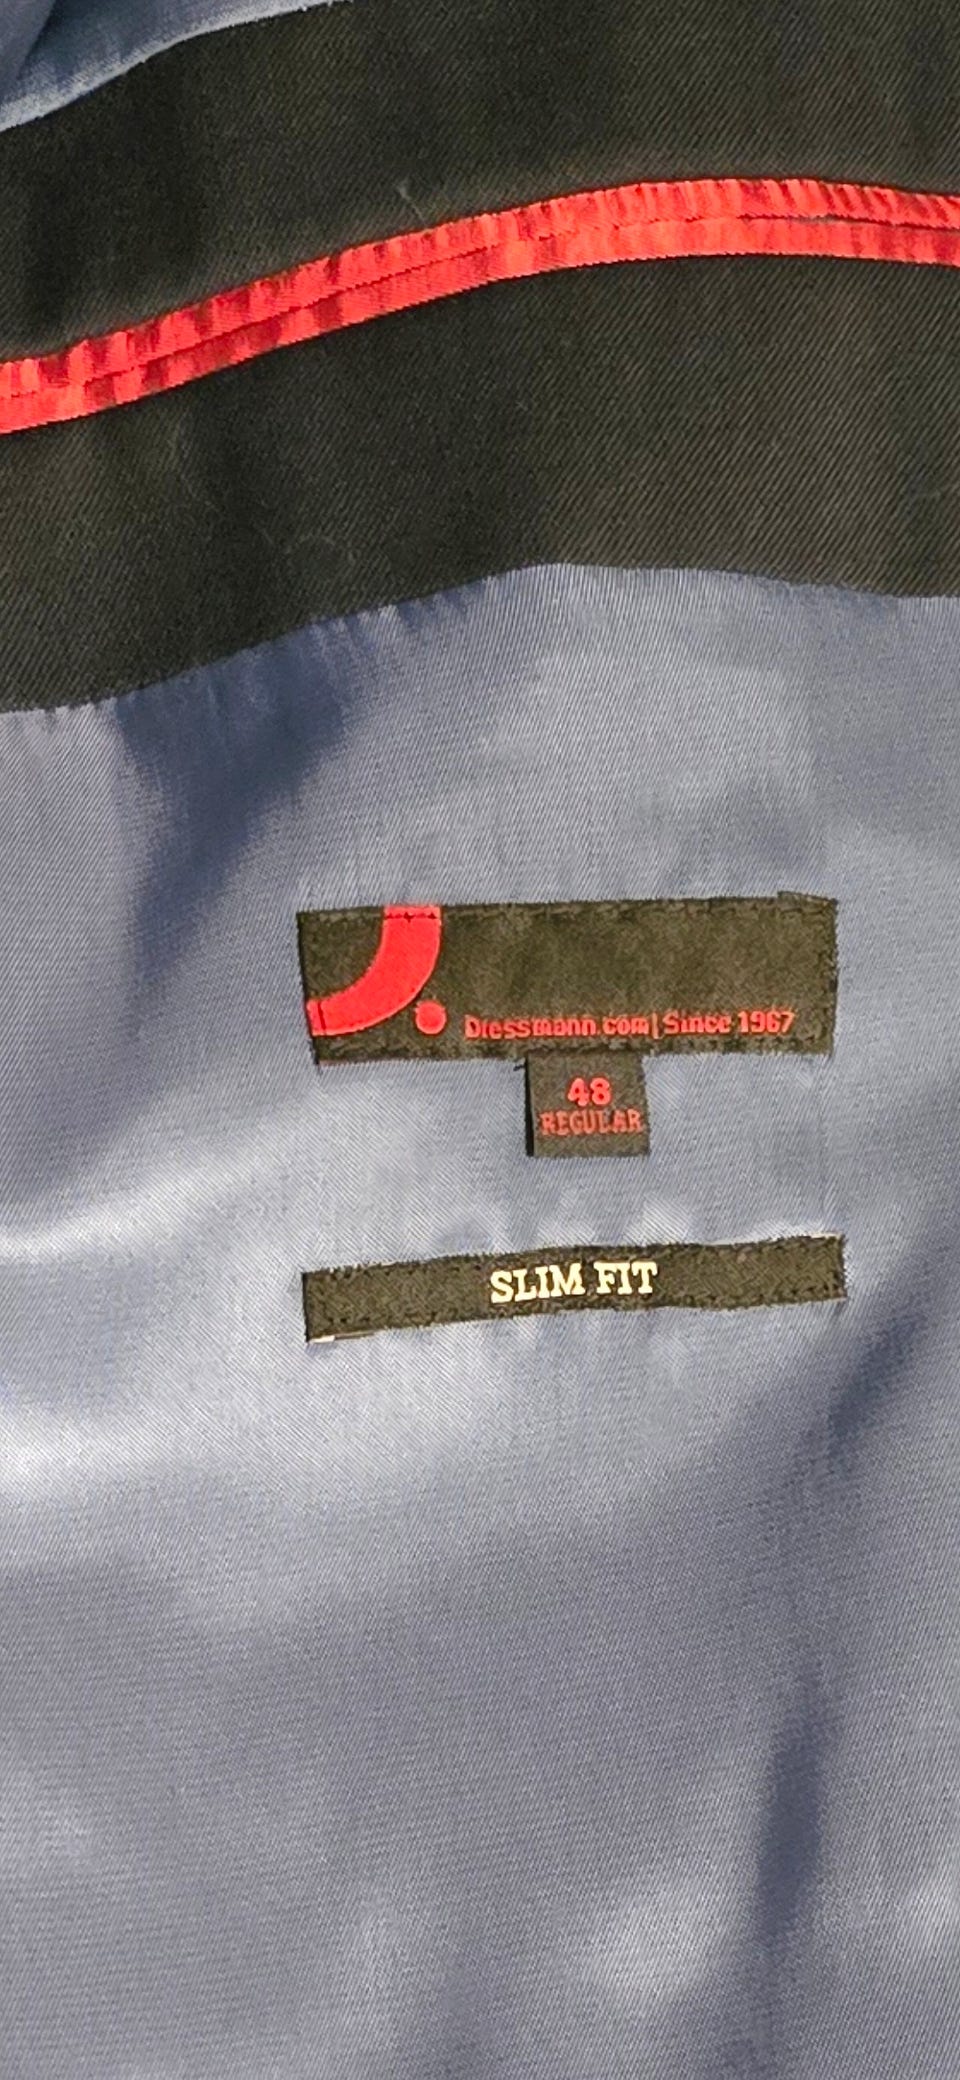 Dressmann.com | Since 1967
48
REGULAR
SLIM FIT